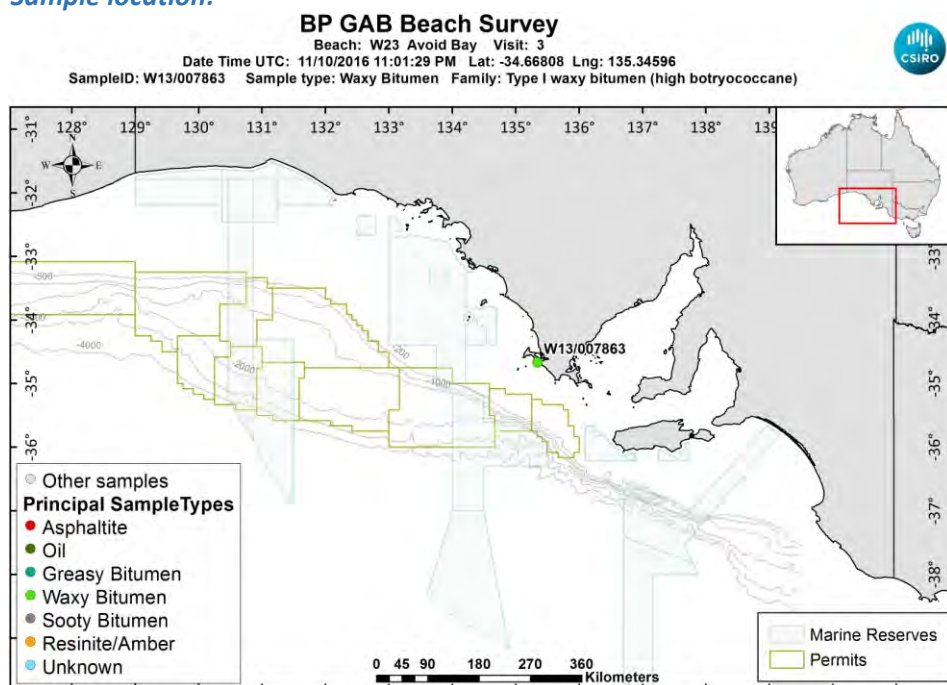 Sample location:
BP GAB Beach Survey
Beach: W23 Avoid Bay Visit: 3
Date Time UTC: 11/10/2016 11:01:29 PM Lat: -34.66808 Lng: 135.34596
SampleID: W13/007863 Sample type: Waxy Bitumen Family: Type I waxy bitumen (high botryococcane)
CSIRO
128° 129° 130° 131° 132° 133° 134° 135° 136° 137° 138° 139
-31°
-32°
-33°
-34°
-35°
-36°
-37°
-38°
N
W E
S
-33°
-34°
-35°
-36°
-37°
-38°
-4000
-2000
-200
-1000
W13/007863
Other samples
Principal SampleTypes
Asphaltite
Oil
Greasy Bitumen
Waxy Bitumen
Sooty Bitumen
Resinite/Amber
Unknown
0 45 90 180 270 360
Kilometers
Marine Reserves
Permits